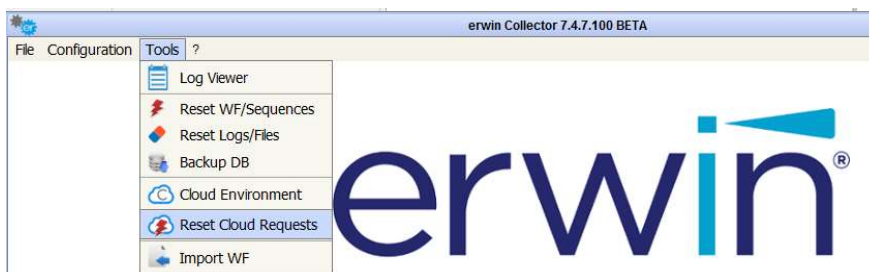 er
erwin Collector 7.4.7.100 BETA
File Configuration Tools ?
Log Viewer
Reset WF/Sequences
Reset Logs/Files
Backup DB
C Cloud Environment
Reset Cloud Requests
Import WF
erwin®